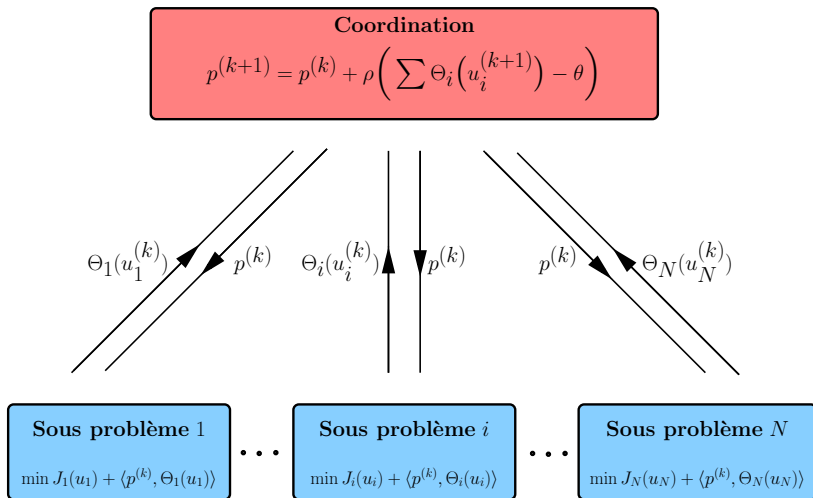 Coordination
p^{(k+1)} = p^{(k)} + ρ( ∑ Θ_i(u_i^{(k+1)}) − θ )
Θ_1(u_1^{(k)}) p^{(k)} Θ_i(u_i^{(k)}) p^{(k)} p^{(k)} Θ_N(u_N^{(k)})
Sous problème 1 ... Sous problème i ... Sous problème N
min J_1(u_1) + ⟨p^{(k)}, Θ_1(u_1)⟩ min J_i(u_i) + ⟨p^{(k)}, Θ_i(u_i)⟩ min J_N(u_N) + ⟨p^{(k)}, Θ_N(u_N)⟩